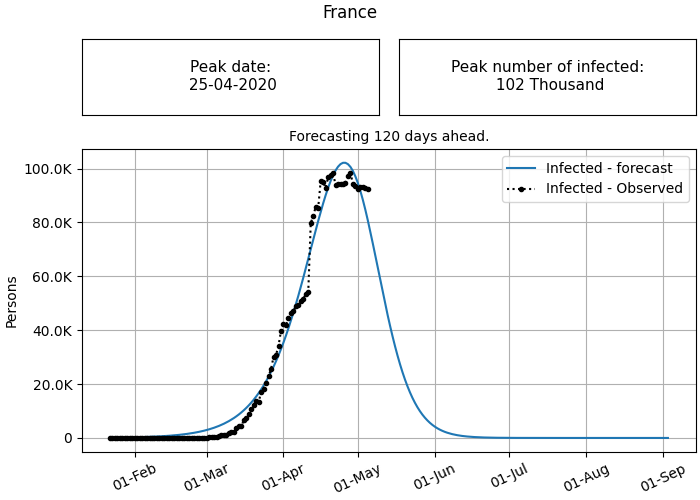 France
Peak date:
25-04-2020
Peak number of infected:
102 Thousand
Forecasting 120 days ahead.
Infected - forecast
Infected - Observed
Persons
100.0K
80.0K
60.0K
40.0K
20.0K
0
01-Feb
01-Mar
01-Apr
01-May
01-Jun
01-Jul
01-Aug
01-Sep